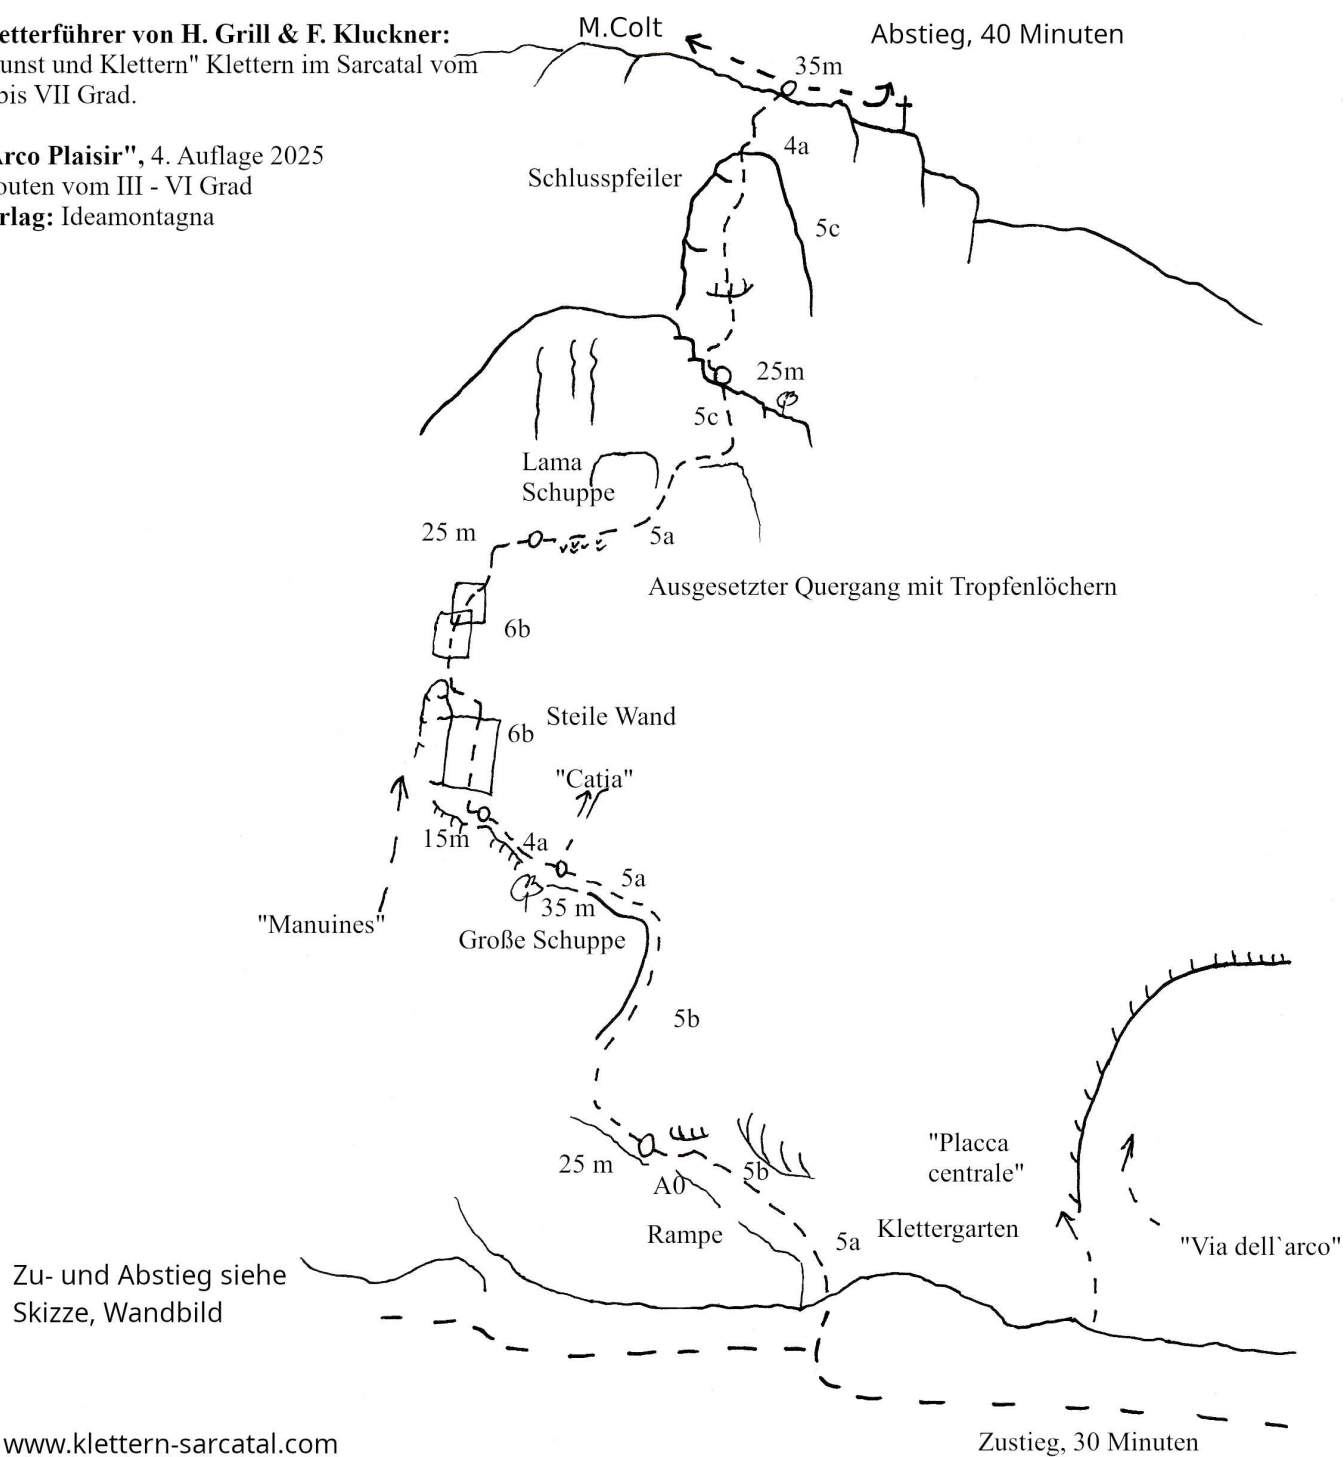 etterführer von H. Grill & F. Kluckner:
unst und Klettern" Klettern im Sarcatal vom
bis VII Grad.
Arco Plaisir", 4. Auflage 2025
outen vom III - VI Grad
rlag: Ideamontagna
M.Colt
Abstieg, 40 Minuten
35m
4a
Schlusspfeiler
5c
25m
5c
Lama
Schuppe
25 m
5a
Ausgesetzter Quergang mit Tropfenlöchern
6b
Steile Wand
6b
"Catia"
15m
4a
5a
35 m
"Manuines"
Große Schuppe
5b
"Placca
centrale"
25 m
5b
A0
Rampe
5a
Klettergarten
"Via dell`arco"
Zu- und Abstieg siehe
Skizze, Wandbild
www.klettern-sarcatal.com
Zustieg, 30 Minuten